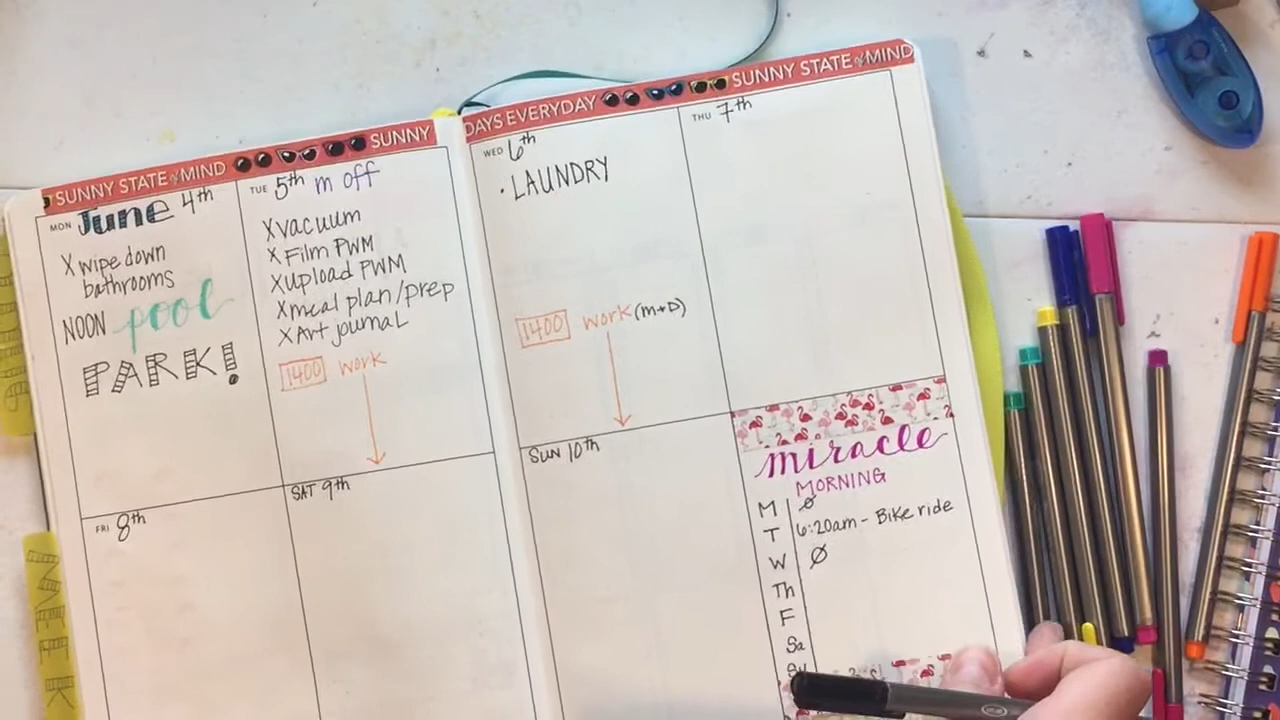 SUNNY STATE of MIND SUNNY
DAYS EVERYDAY SUNNY STATE of MIND
MON June 4th
X wipe down
bathrooms
NOON pool
PARK!
TUE 5th m off
X vacuum
X Film PWM
X upload PWM
X meal plan/prep
X Art journal
1400 work
WED 6th
· LAUNDRY
1400 work (m+D)
THU 7th
FRI 8th
SAT 9th
SUN 10th
miracle
MORNING
M Ø
T 6:20am - Bike ride
W Ø
Th
F
Sa
WEEK